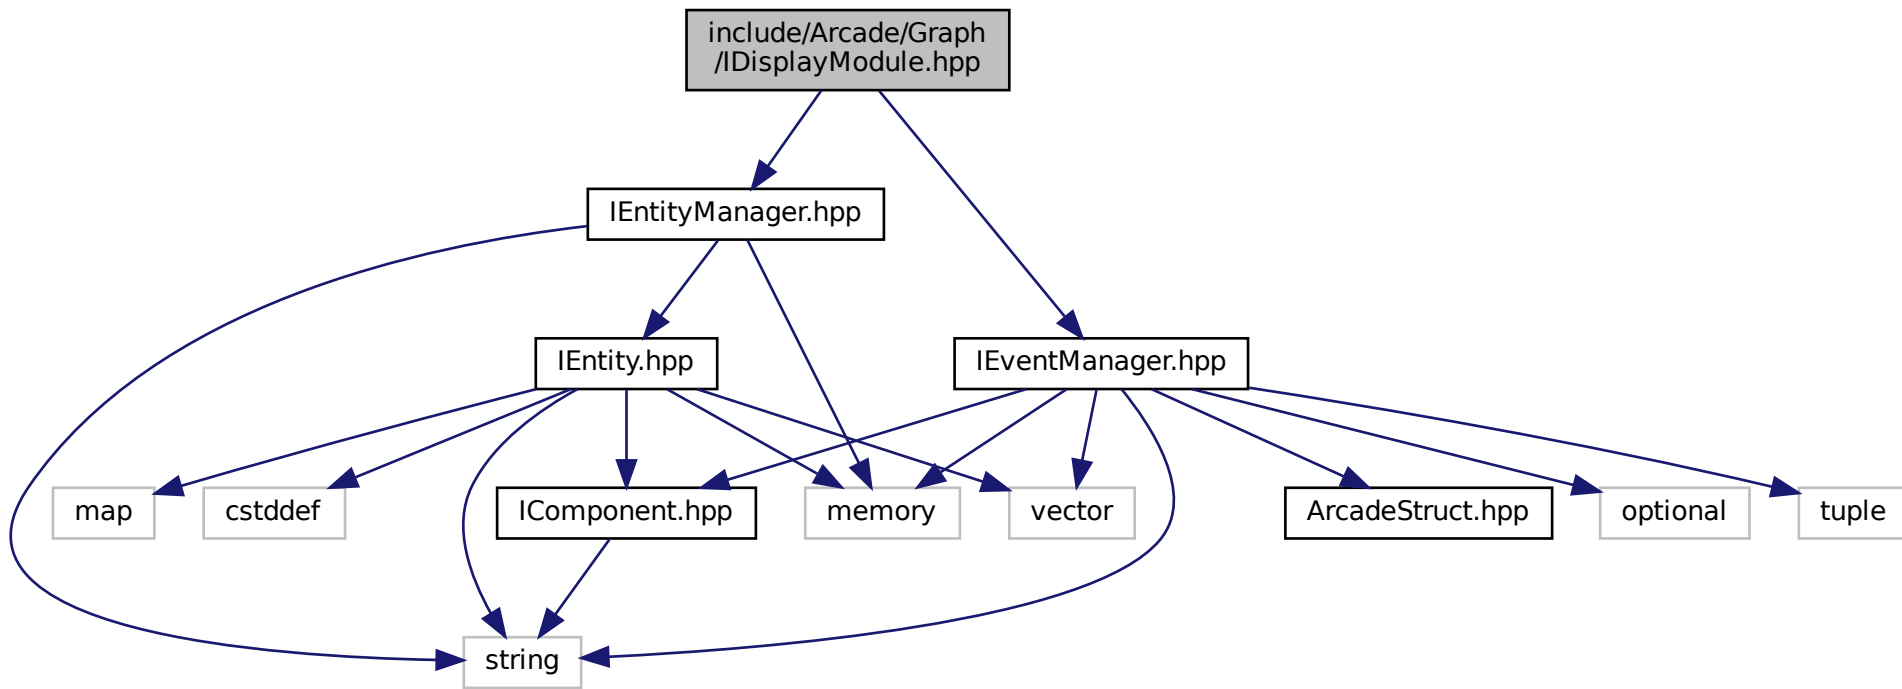 include/Arcade/Graph
/IDisplayModule.hpp
IEntityManager.hpp
IEntity.hpp
IEventManager.hpp
map
cstddef
IComponent.hpp
memory
vector
ArcadeStruct.hpp
optional
tuple
string